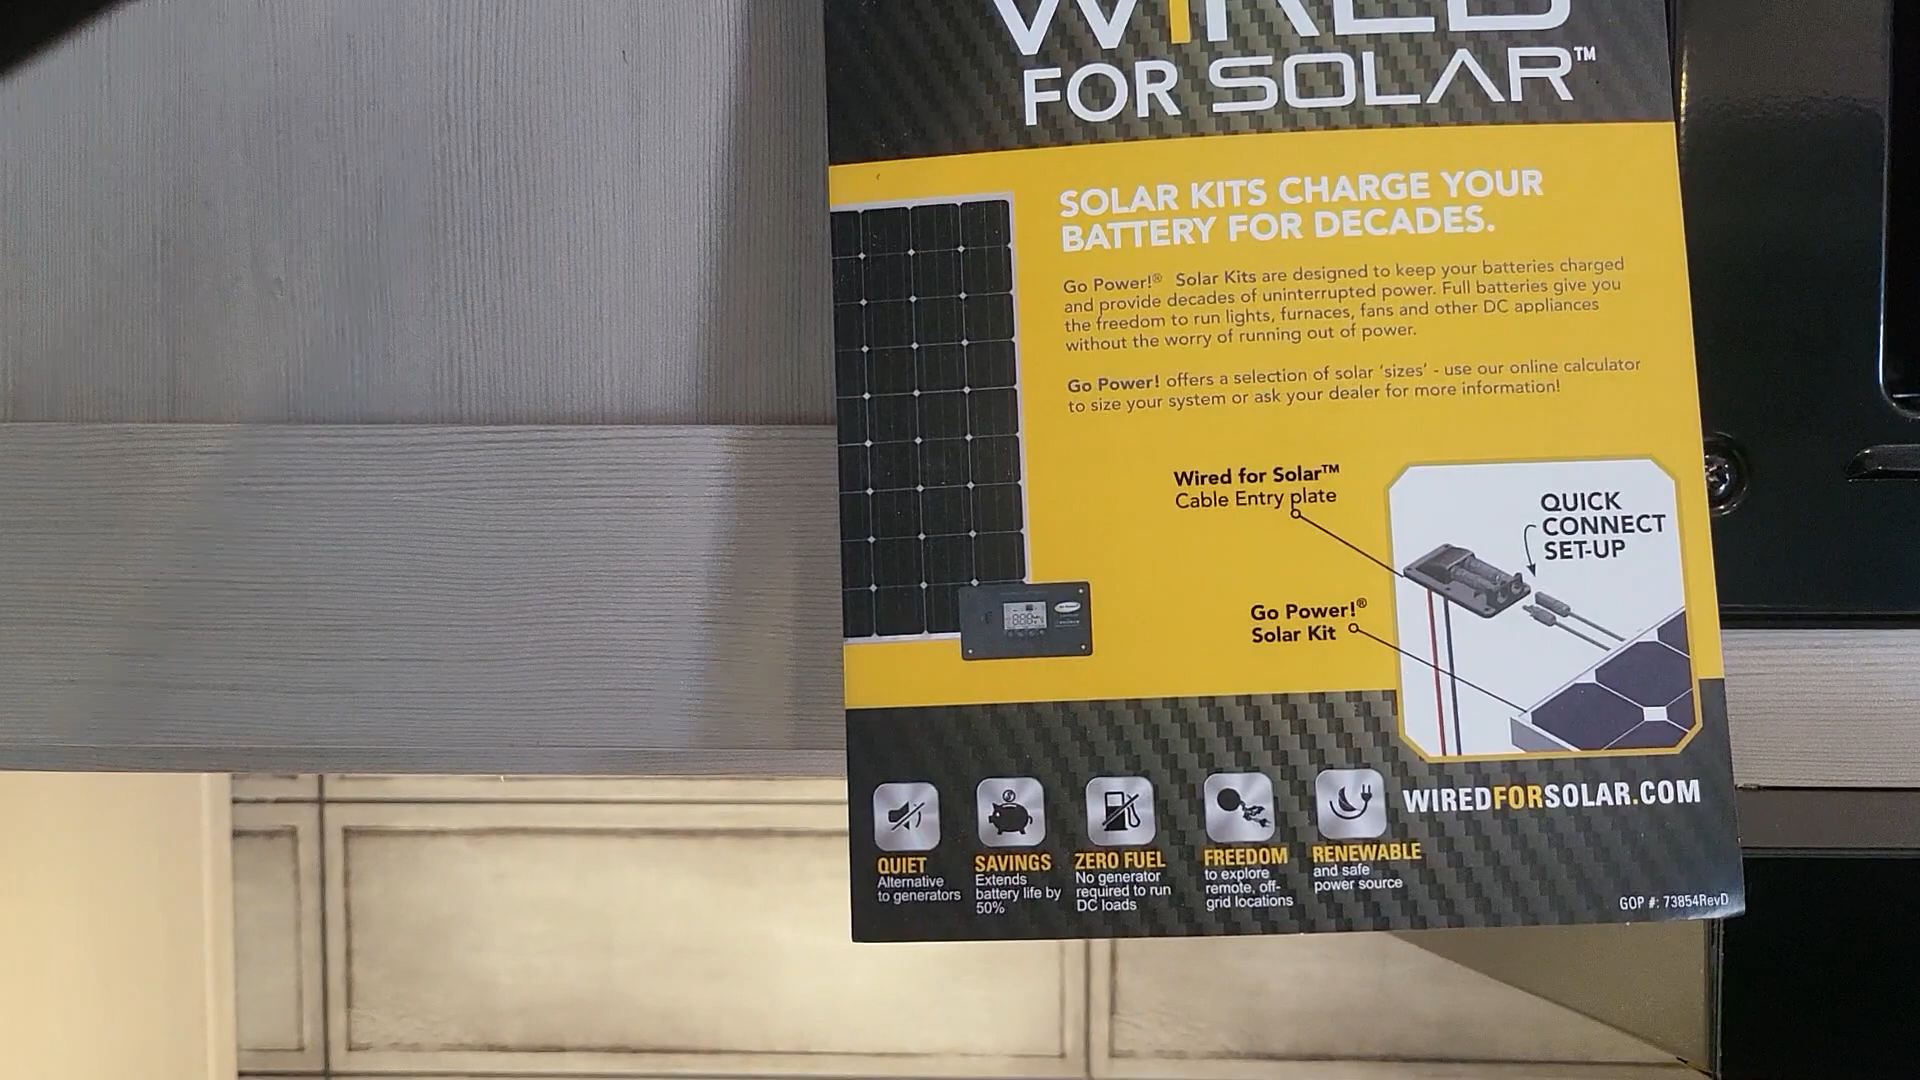 WIRED
FOR SOLAR™
SOLAR KITS CHARGE YOUR
BATTERY FOR DECADES.
Go Power!® Solar Kits are designed to keep your batteries charged
and provide decades of uninterrupted power. Full batteries give you
the freedom to run lights, furnaces, fans and other DC appliances
without the worry of running out of power.
Go Power! offers a selection of solar 'sizes' - use our online calculator
to size your system or ask your dealer for more information!
Wired for Solar™
Cable Entry plate
QUICK
CONNECT
SET-UP
Go Power!®
Solar Kit
WIREDFORSOLAR.COM
QUIET
Alternative
to generators
SAVINGS
Extends
battery life by
50%
ZERO FUEL
No generator
required to run
DC loads
FREEDOM
to explore
remote, off-
grid locations
RENEWABLE
and safe
power source
GOP #: 73854RevD